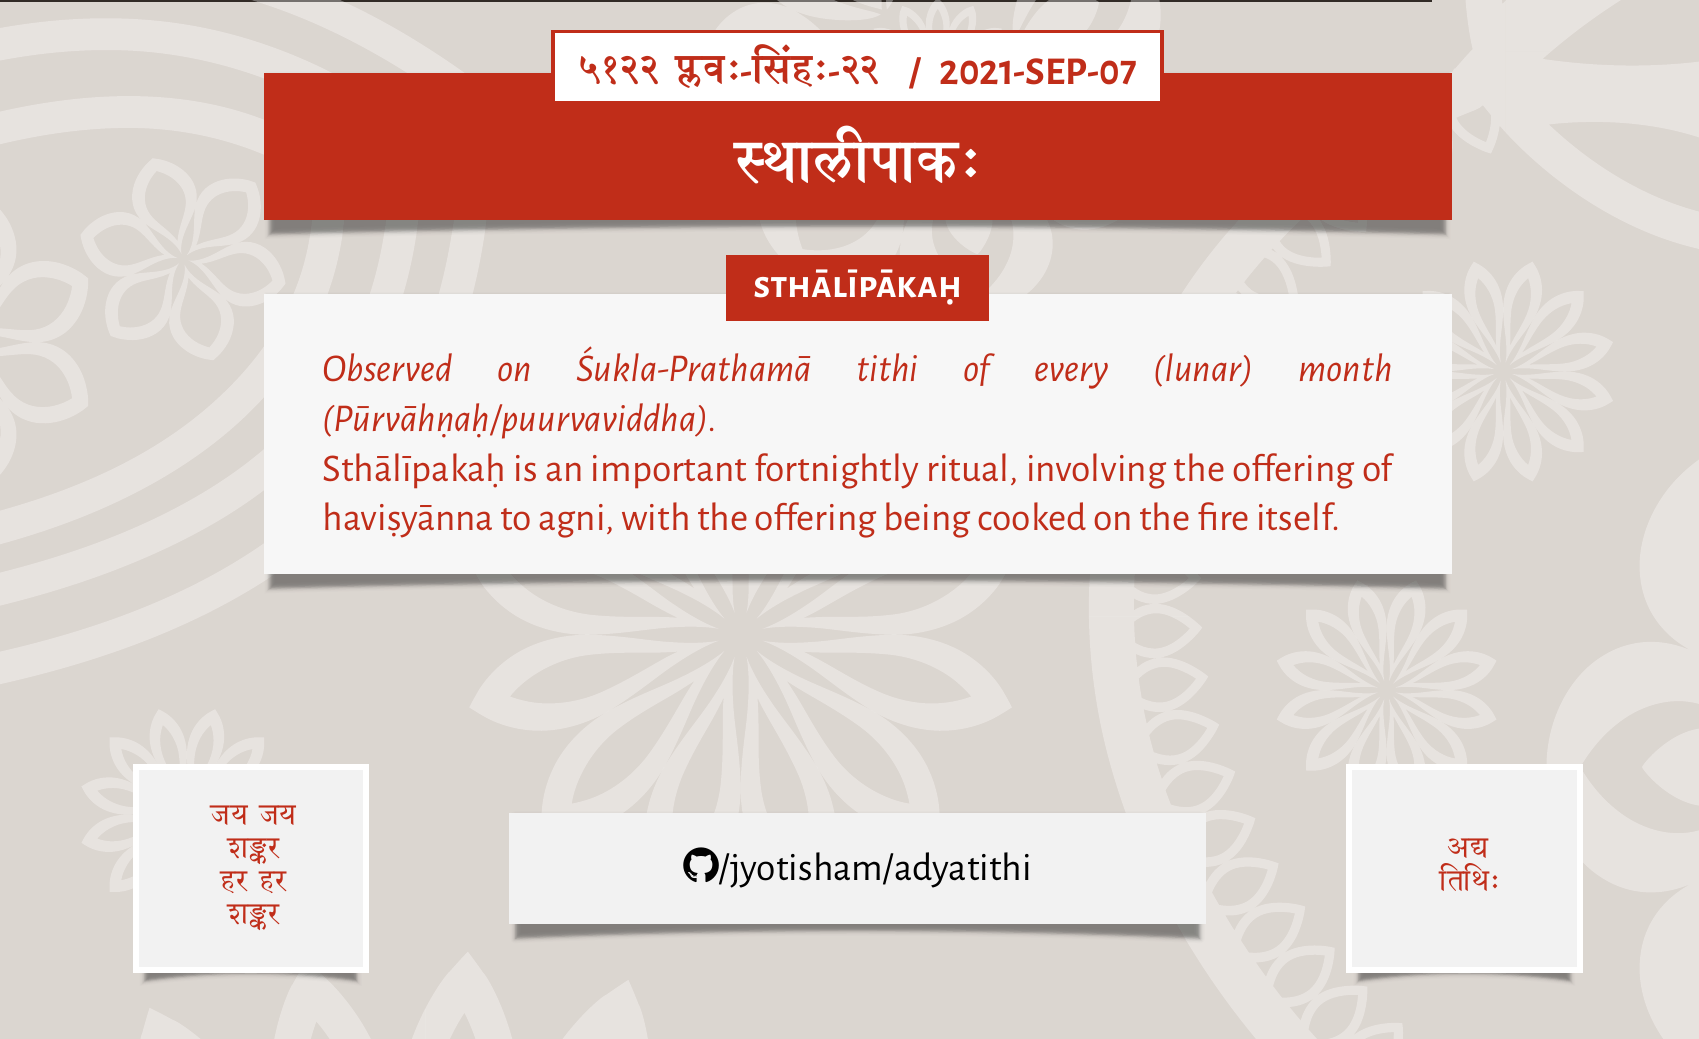 ५१२२ प्लवः-सिंहः-२२ / 2021-SEP-07
स्थालीपाकः
STHĀLĪPĀKAḤ
Observed on Śukla-Prathamā tithi of every (lunar) month
(Pūrvāhṇaḥ/puurvaviddha).
Sthālīpakaḥ is an important fortnightly ritual, involving the offering of
haviṣyānna to agni, with the offering being cooked on the fire itself.
जय जय
शङ्कर
हर हर
शङ्कर
/jyotisham/adyatithi
अद्य
तिथिः